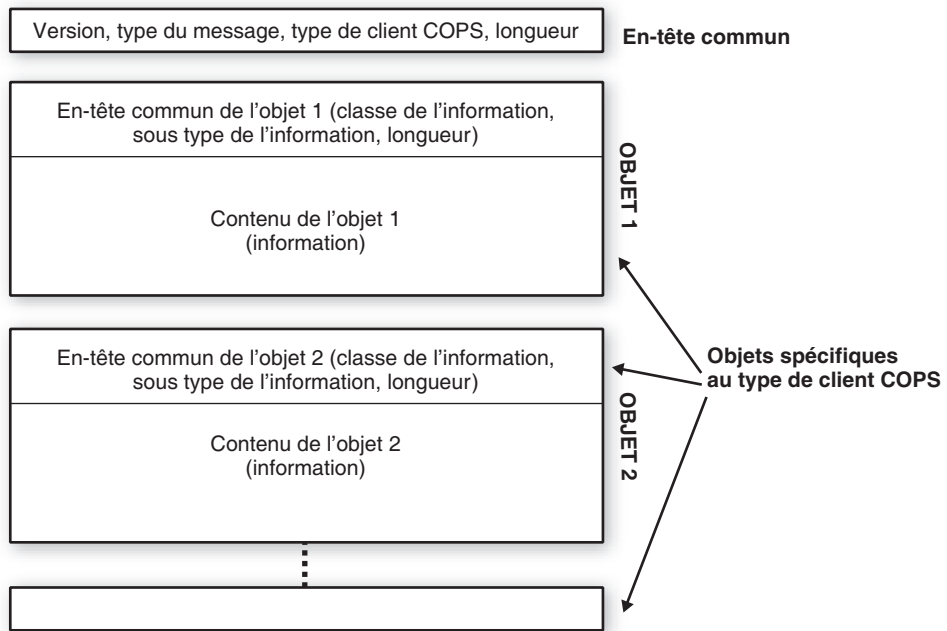 Version, type du message, type de client COPS, longueur
En-tête commun
En-tête commun de l'objet 1 (classe de l'information,
sous type de l'information, longueur)
Contenu de l'objet 1
(information)
OBJET 1
En-tête commun de l'objet 2 (classe de l'information,
sous type de l'information, longueur)
Contenu de l'objet 2
(information)
OBJET 2
Objets spécifiques
au type de client COPS